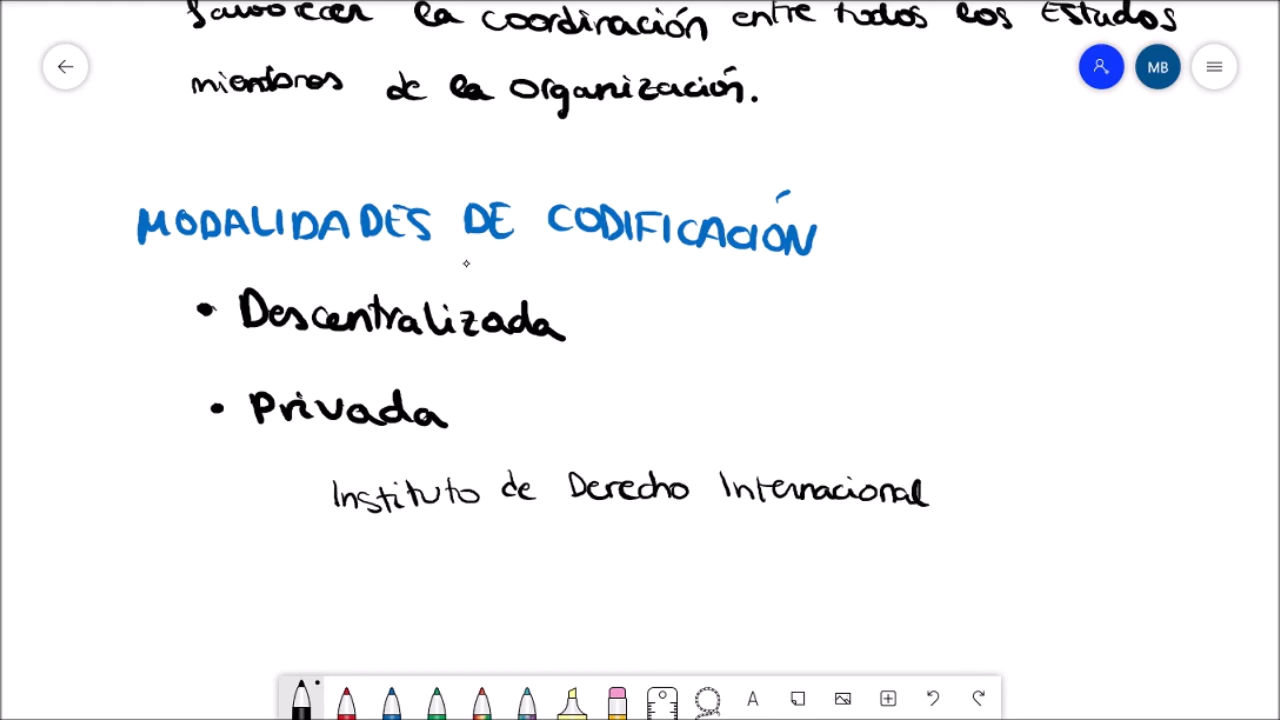 favorecer la coordinación entre todos los Estados
miembros de la organización.
MB
MODALIDADES DE CODIFICACIÓN
• Descentralizada
• Privada
Instituto de Derecho Internacional
A